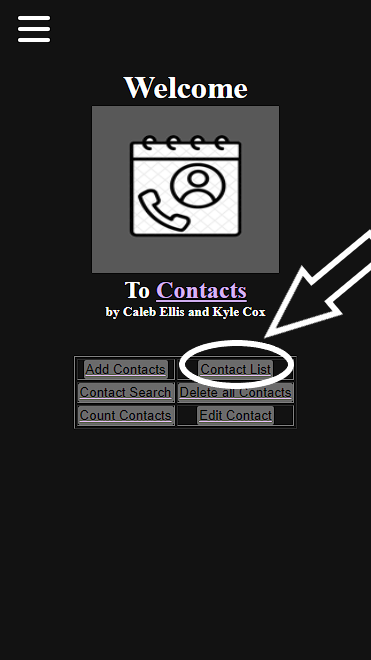 Welcome
To Contacts
by Caleb Ellis and Kyle Cox
Add Contacts Contact List
Contact Search Delete all Contacts
Count Contacts Edit Contact